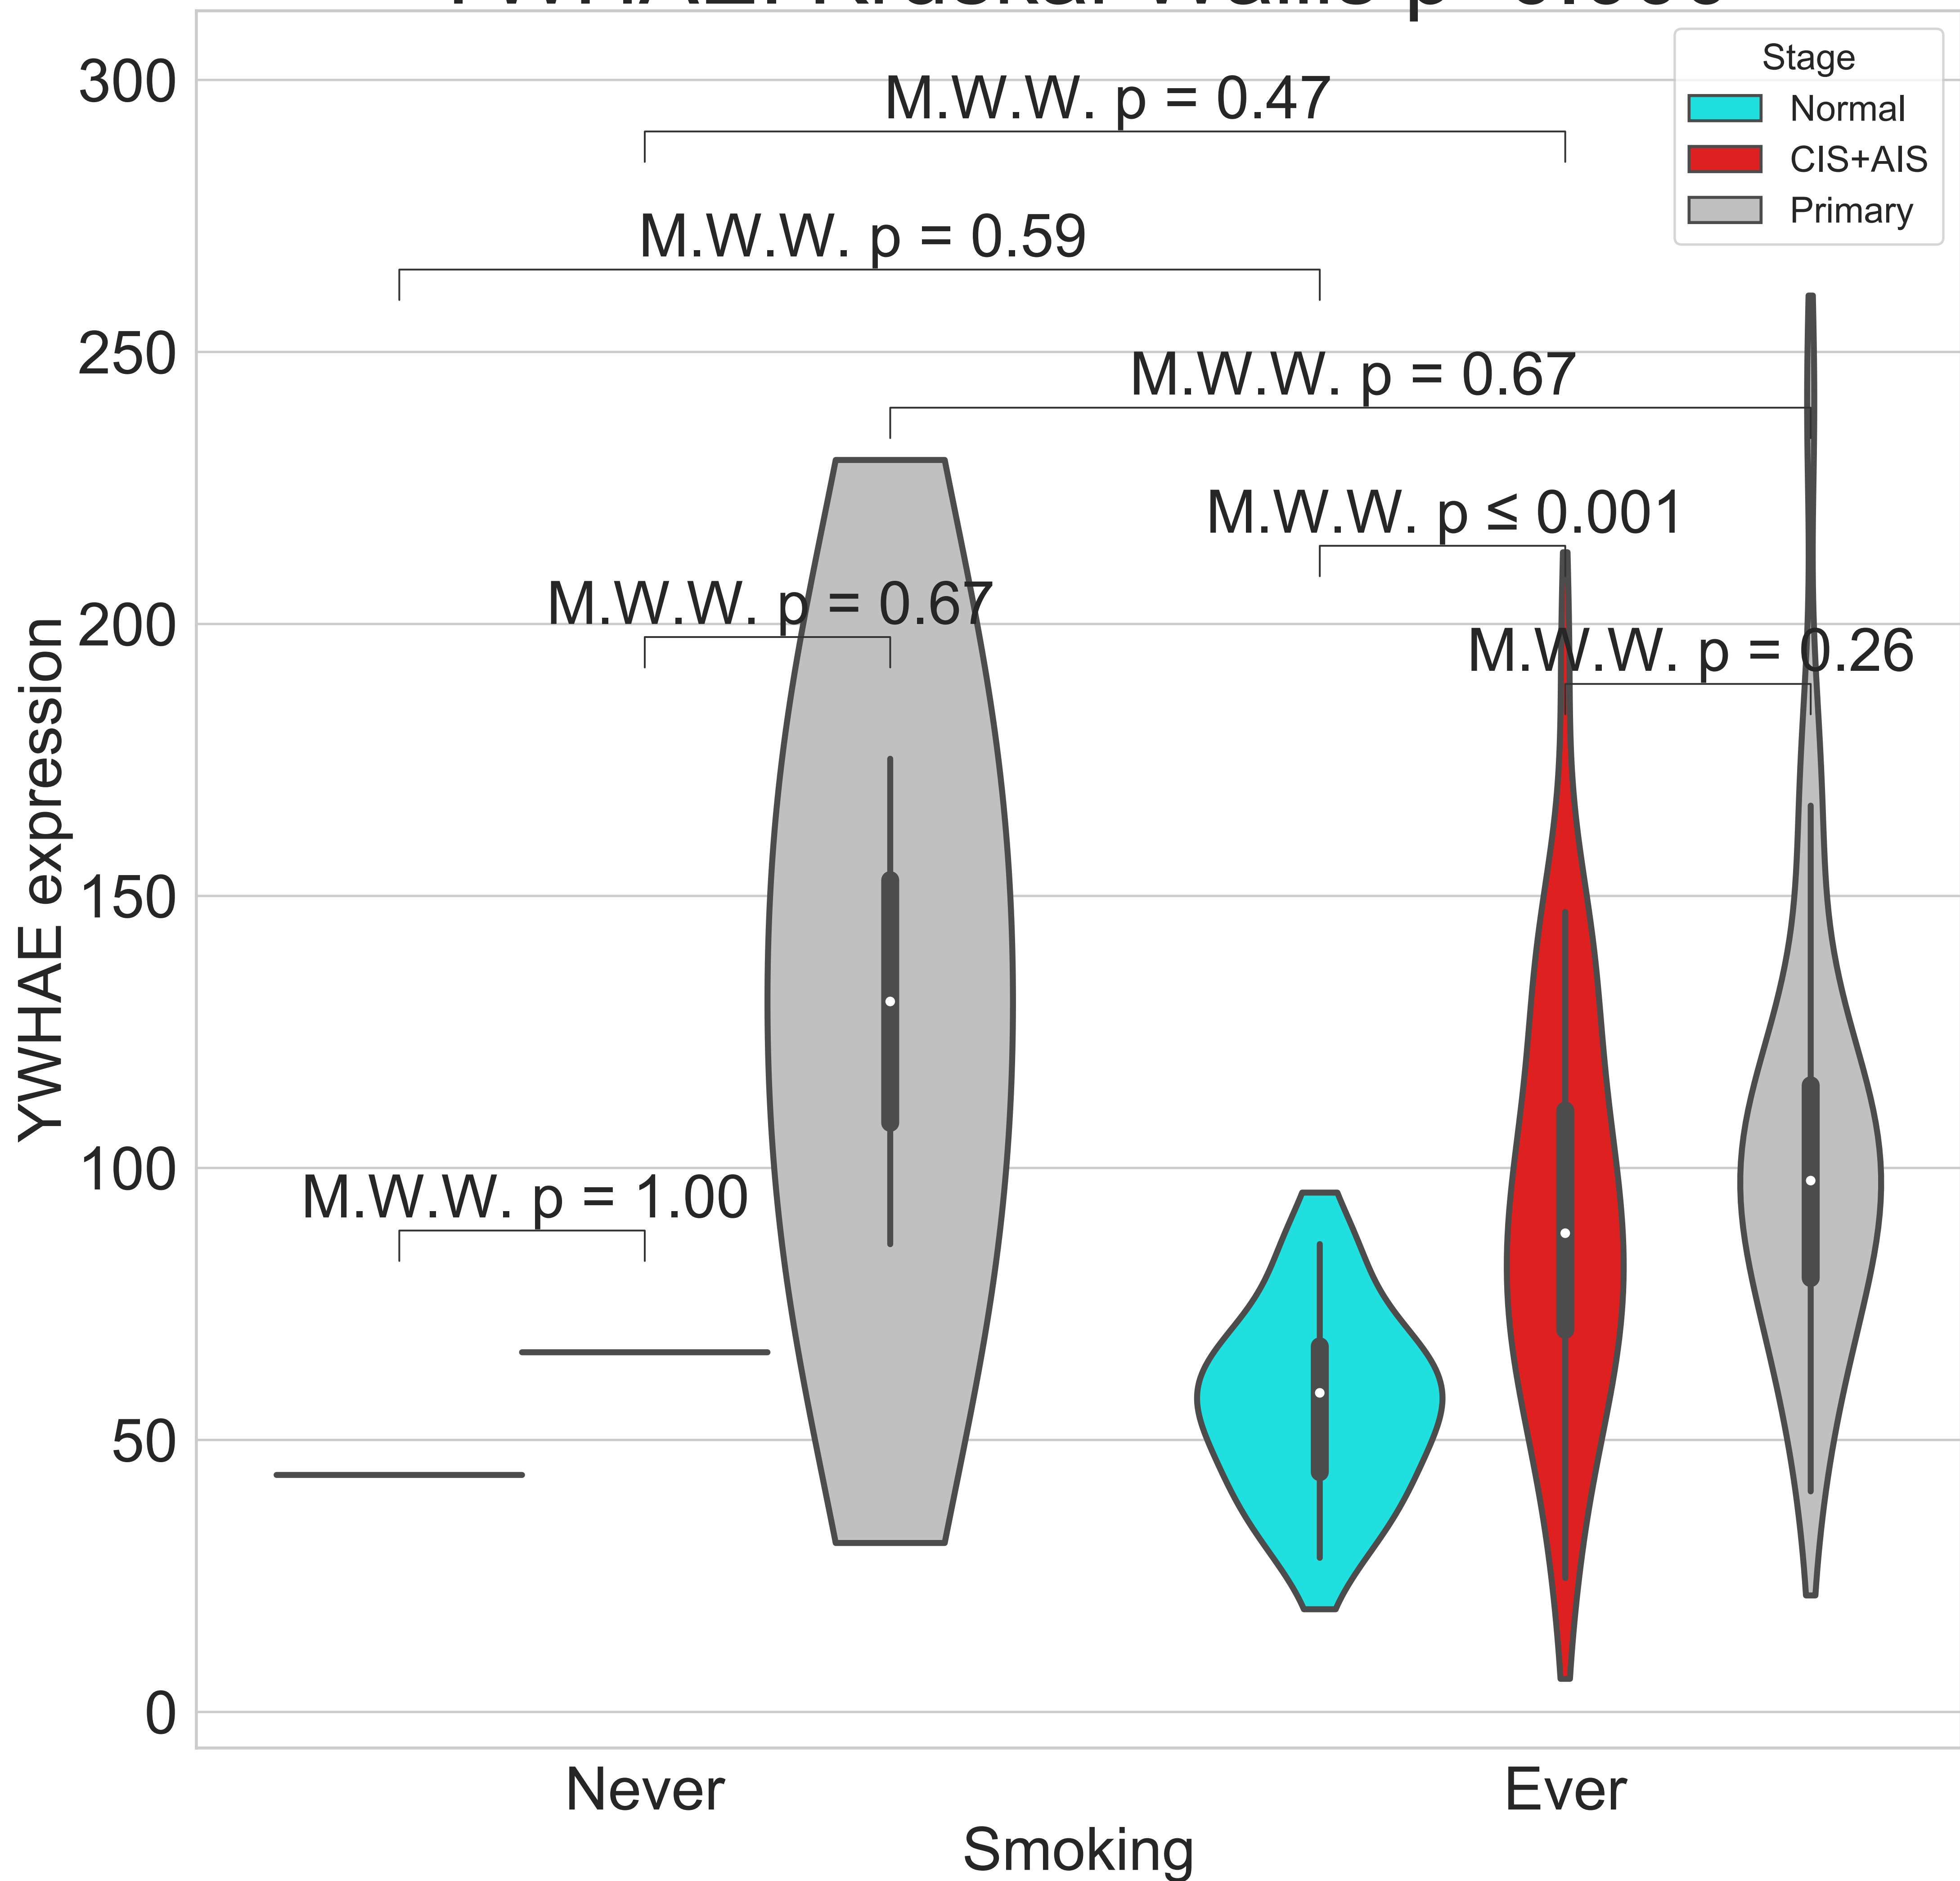 300
250
200
150
100
50
0
YWHAE expression
M.W.W. p = 0.47
M.W.W. p = 0.59
M.W.W. p = 0.67
M.W.W. p ≤ 0.001
M.W.W. p = 0.67
M.W.W. p = 0.26
M.W.W. p = 1.00
Stage
Normal
CIS+AIS
Primary
Never
Ever
Smoking